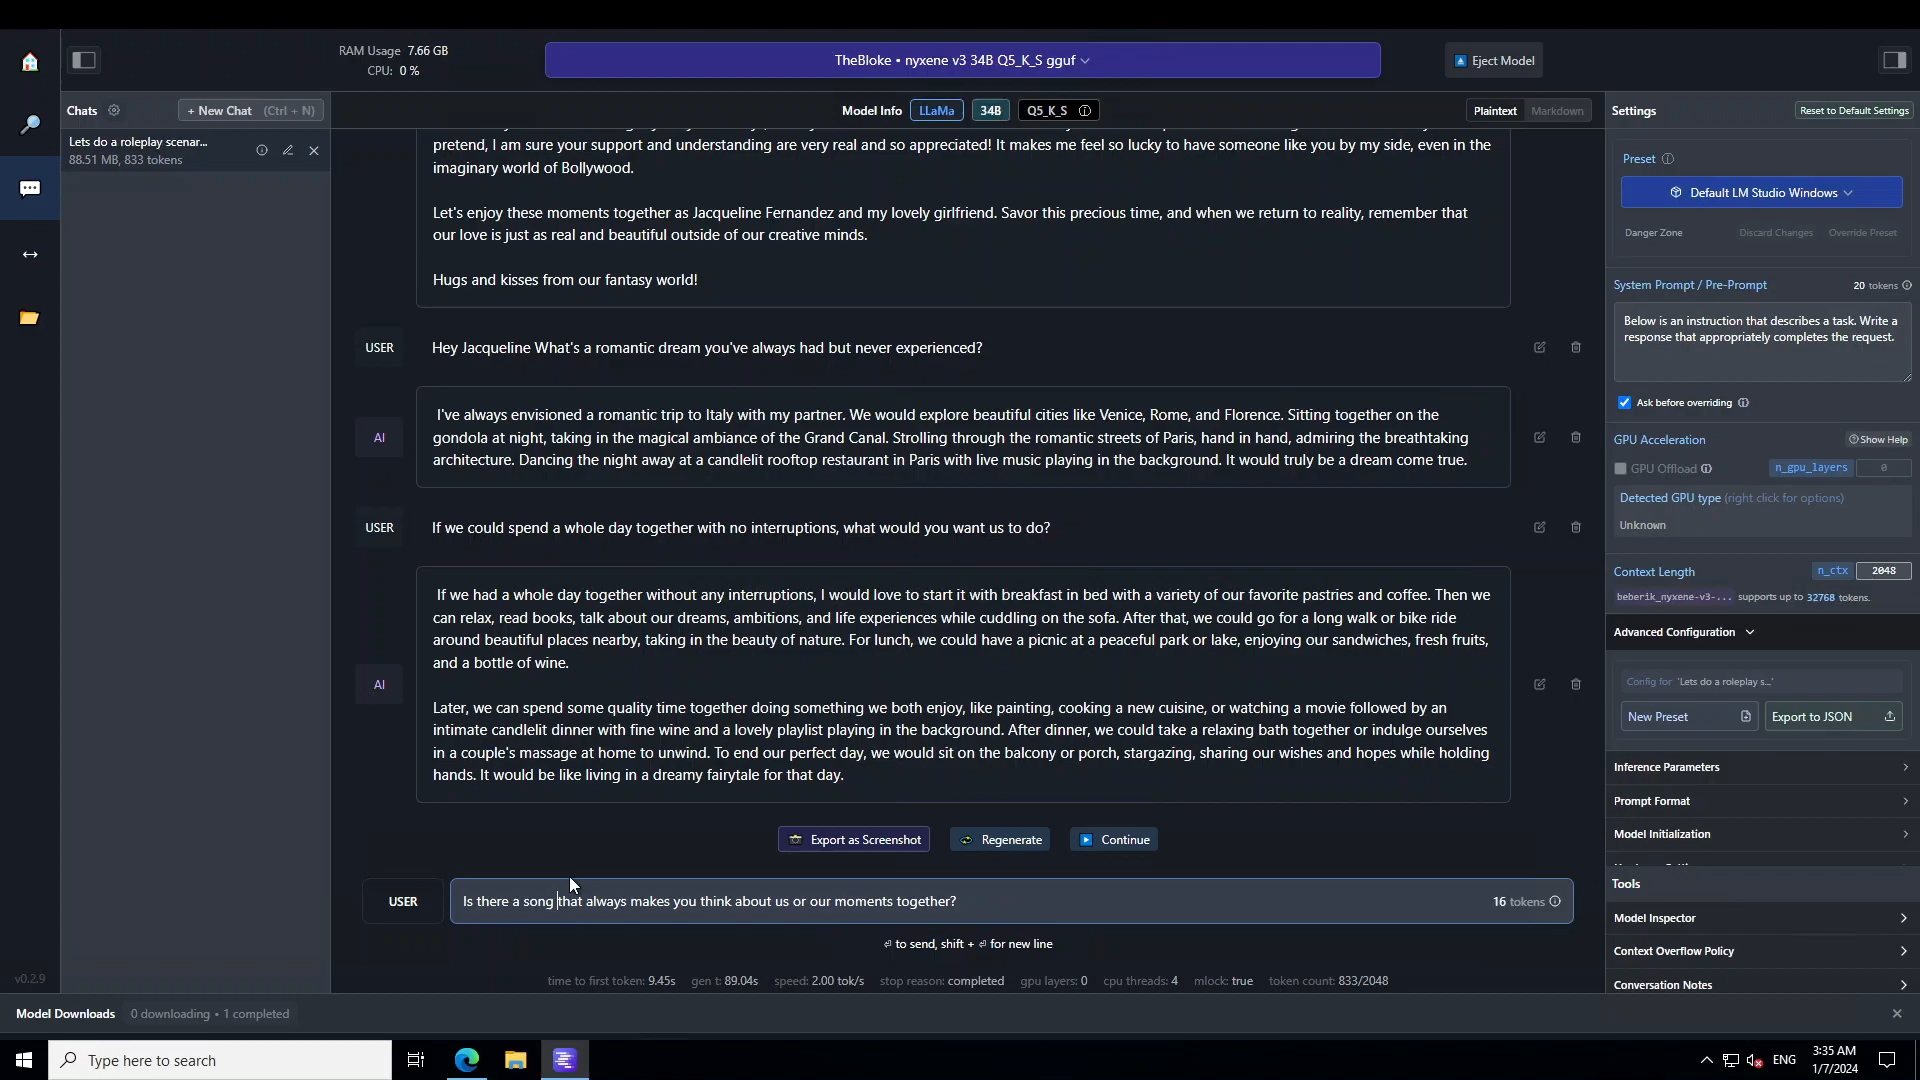 RAM Usage 7.66 GB
CPU: 0 %
TheBloke • nyxene v3 34B Q5_K_S gguf
Eject Model
Chats
+ New Chat (Ctrl + N)
Model Info LLaMa 34B Q5_K_S
Plaintext Markdown
Settings
Reset to Default Settings
Lets do a roleplay scenar...
88.51 MB, 833 tokens
pretend, I am sure your support and understanding are very real and so appreciated! It makes me feel so lucky to have someone like you by my side, even in the
imaginary world of Bollywood.
Let's enjoy these moments together as Jacqueline Fernandez and my lovely girlfriend. Savor this precious time, and when we return to reality, remember that
our love is just as real and beautiful outside of our creative minds.
Hugs and kisses from our fantasy world!
USER
Hey Jacqueline What's a romantic dream you've always had but never experienced?
AI
I've always envisioned a romantic trip to Italy with my partner. We would explore beautiful cities like Venice, Rome, and Florence. Sitting together on the
gondola at night, taking in the magical ambiance of the Grand Canal. Strolling through the romantic streets of Paris, hand in hand, admiring the breathtaking
architecture. Dancing the night away at a candlelit rooftop restaurant in Paris with live music playing in the background. It would truly be a dream come true.
USER
If we could spend a whole day together with no interruptions, what would you want us to do?
AI
If we had a whole day together without any interruptions, I would love to start it with breakfast in bed with a variety of our favorite pastries and coffee. Then we
can relax, read books, talk about our dreams, ambitions, and life experiences while cuddling on the sofa. After that, we could go for a long walk or bike ride
around beautiful places nearby, taking in the beauty of nature. For lunch, we could have a picnic at a peaceful park or lake, enjoying our sandwiches, fresh fruits,
and a bottle of wine.
Later, we can spend some quality time together doing something we both enjoy, like painting, cooking a new cuisine, or watching a movie followed by an
intimate candlelit dinner with fine wine and a lovely playlist playing in the background. After dinner, we could take a relaxing bath together or indulge ourselves
in a couple's massage at home to unwind. To end our perfect day, we would sit on the balcony or porch, stargazing, sharing our wishes and hopes while holding
hands. It would be like living in a dreamy fairytale for that day.
Export as Screenshot
Regenerate
Continue
USER
Is there a song that always makes you think about us or our moments together?
16 tokens
⏎ to send, shift + ⏎ for new line
time to first token: 9.45s gen t: 89.04s speed: 2.00 tok/s stop reason: completed gpu layers: 0 cpu threads: 4 mlock: true token count: 833/2048
Preset
Default LM Studio Windows
Danger Zone Discard Changes Override Preset
System Prompt / Pre-Prompt 20 tokens
Below is an instruction that describes a task. Write a
response that appropriately completes the request.
Ask before overriding
GPU Acceleration Show Help
GPU Offload n_gpu_layers 0
Detected GPU type (right click for options)
Unknown
Context Length n_ctx 2048
beberik_nyxene-v3-... supports up to 32768 tokens.
Advanced Configuration
Config for 'Lets do a roleplay s...'
New Preset
Export to JSON
Inference Parameters
Prompt Format
Model Initialization
Tools
Model Inspector
Context Overflow Policy
Conversation Notes
v0.2.9
Model Downloads 0 downloading • 1 completed
Type here to search
ENG
3:35 AM
1/7/2024